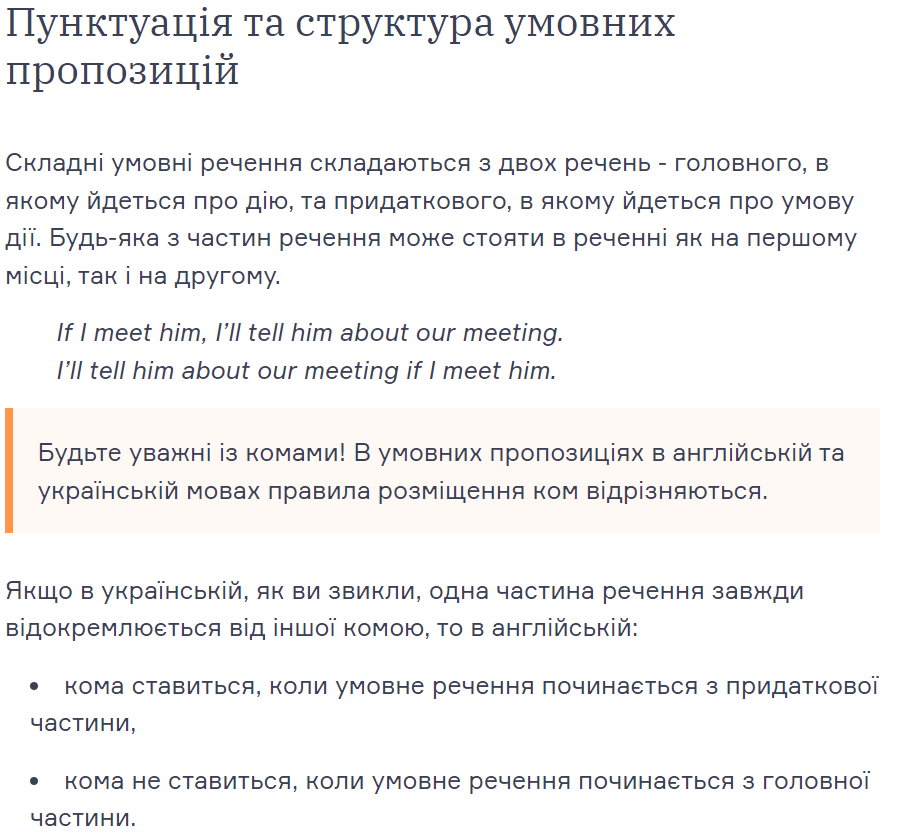 Пунктуація та структура умовних
пропозицій
Складні умовні речення складаються з двох речень - головного, в
якому йдеться про дію, та придаткового, в якому йдеться про умову
дії. Будь-яка з частин речення може стояти в реченні як на першому
місці, так і на другому.
If I meet him, I’ll tell him about our meeting.
I’ll tell him about our meeting if I meet him.
Будьте уважні із комами! В умовних пропозиціях в англійській та
українській мовах правила розміщення ком відрізняються.
Якщо в українській, як ви звикли, одна частина речення завжди
відокремлюється від іншої комою, то в англійській:
• кома ставиться, коли умовне речення починається з придаткової
частини,
• кома не ставиться, коли умовне речення починається з головної
частини.